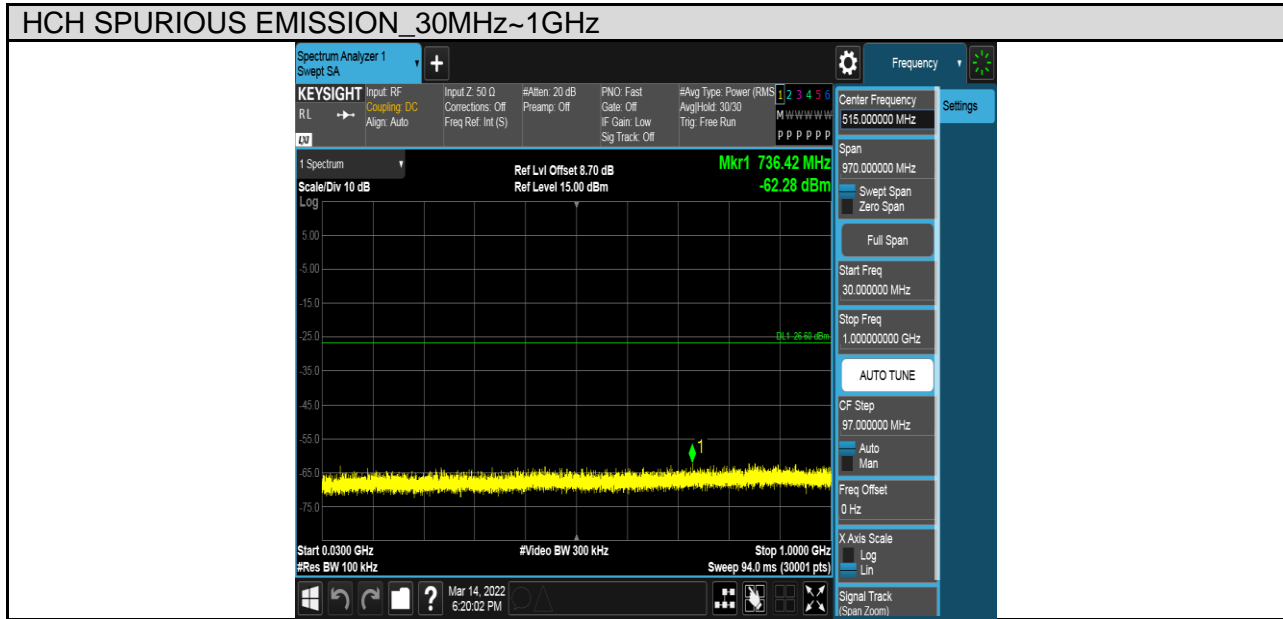 HCH SPURIOUS EMISSION_30MHz~1GHz
Spectrum Analyzer 1
Swept SA
+
Frequency
KEYSIGHT
RL
LXI
Input: RF
Coupling: DC
Align: Auto
Input Z: 50 Ω
Corrections: Off
Freq Ref: Int (S)
#Atten: 20 dB
Preamp: Off
PNO: Fast
Gate: Off
IF Gain: Low
Sig Track: Off
#Avg Type: Power (RMS
Avg|Hold: 30/30
Trig: Free Run
1 2 3 4 5 6
M W W W W W
P P P P P P
1 Spectrum
Scale/Div 10 dB
Log
Ref Lvl Offset 8.70 dB
Ref Level 15.00 dBm
Mkr1 736.42 MHz
-62.28 dBm
5.00
-5.00
-15.0
-25.0
DL1 -26.60 dBm
-35.0
-45.0
-55.0
1
-65.0
-75.0
Start 0.0300 GHz
#Video BW 300 kHz
Stop 1.0000 GHz
#Res BW 100 kHz
Sweep 94.0 ms (30001 pts)
?
Mar 14, 2022
6:20:02 PM
Center Frequency
515.000000 MHz
Settings
Span
970.000000 MHz
Swept Span
Zero Span
Full Span
Start Freq
30.000000 MHz
Stop Freq
1.000000000 GHz
AUTO TUNE
CF Step
97.000000 MHz
Auto
Man
Freq Offset
0 Hz
X Axis Scale
Log
Lin
Signal Track
(Span Zoom)